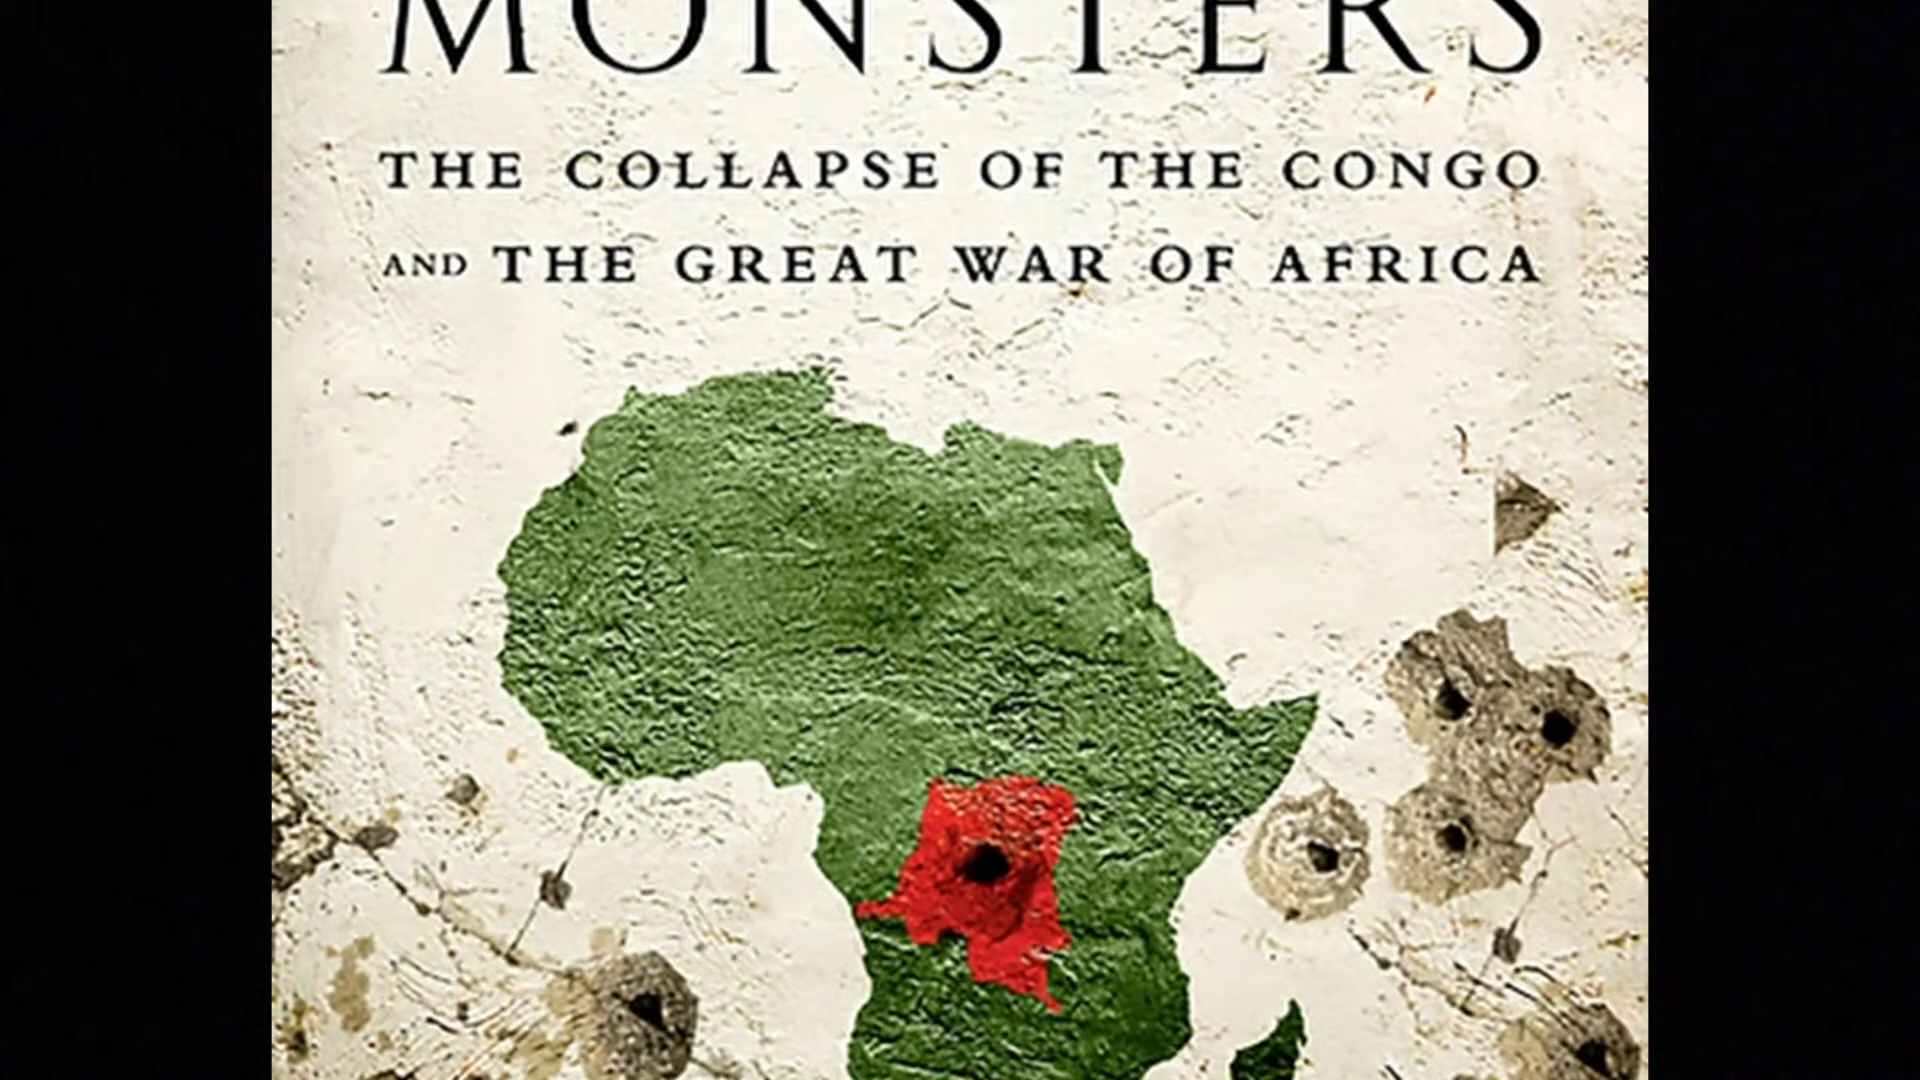 MONSTERS
THE COLLAPSE OF THE CONGO
AND THE GREAT WAR OF AFRICA